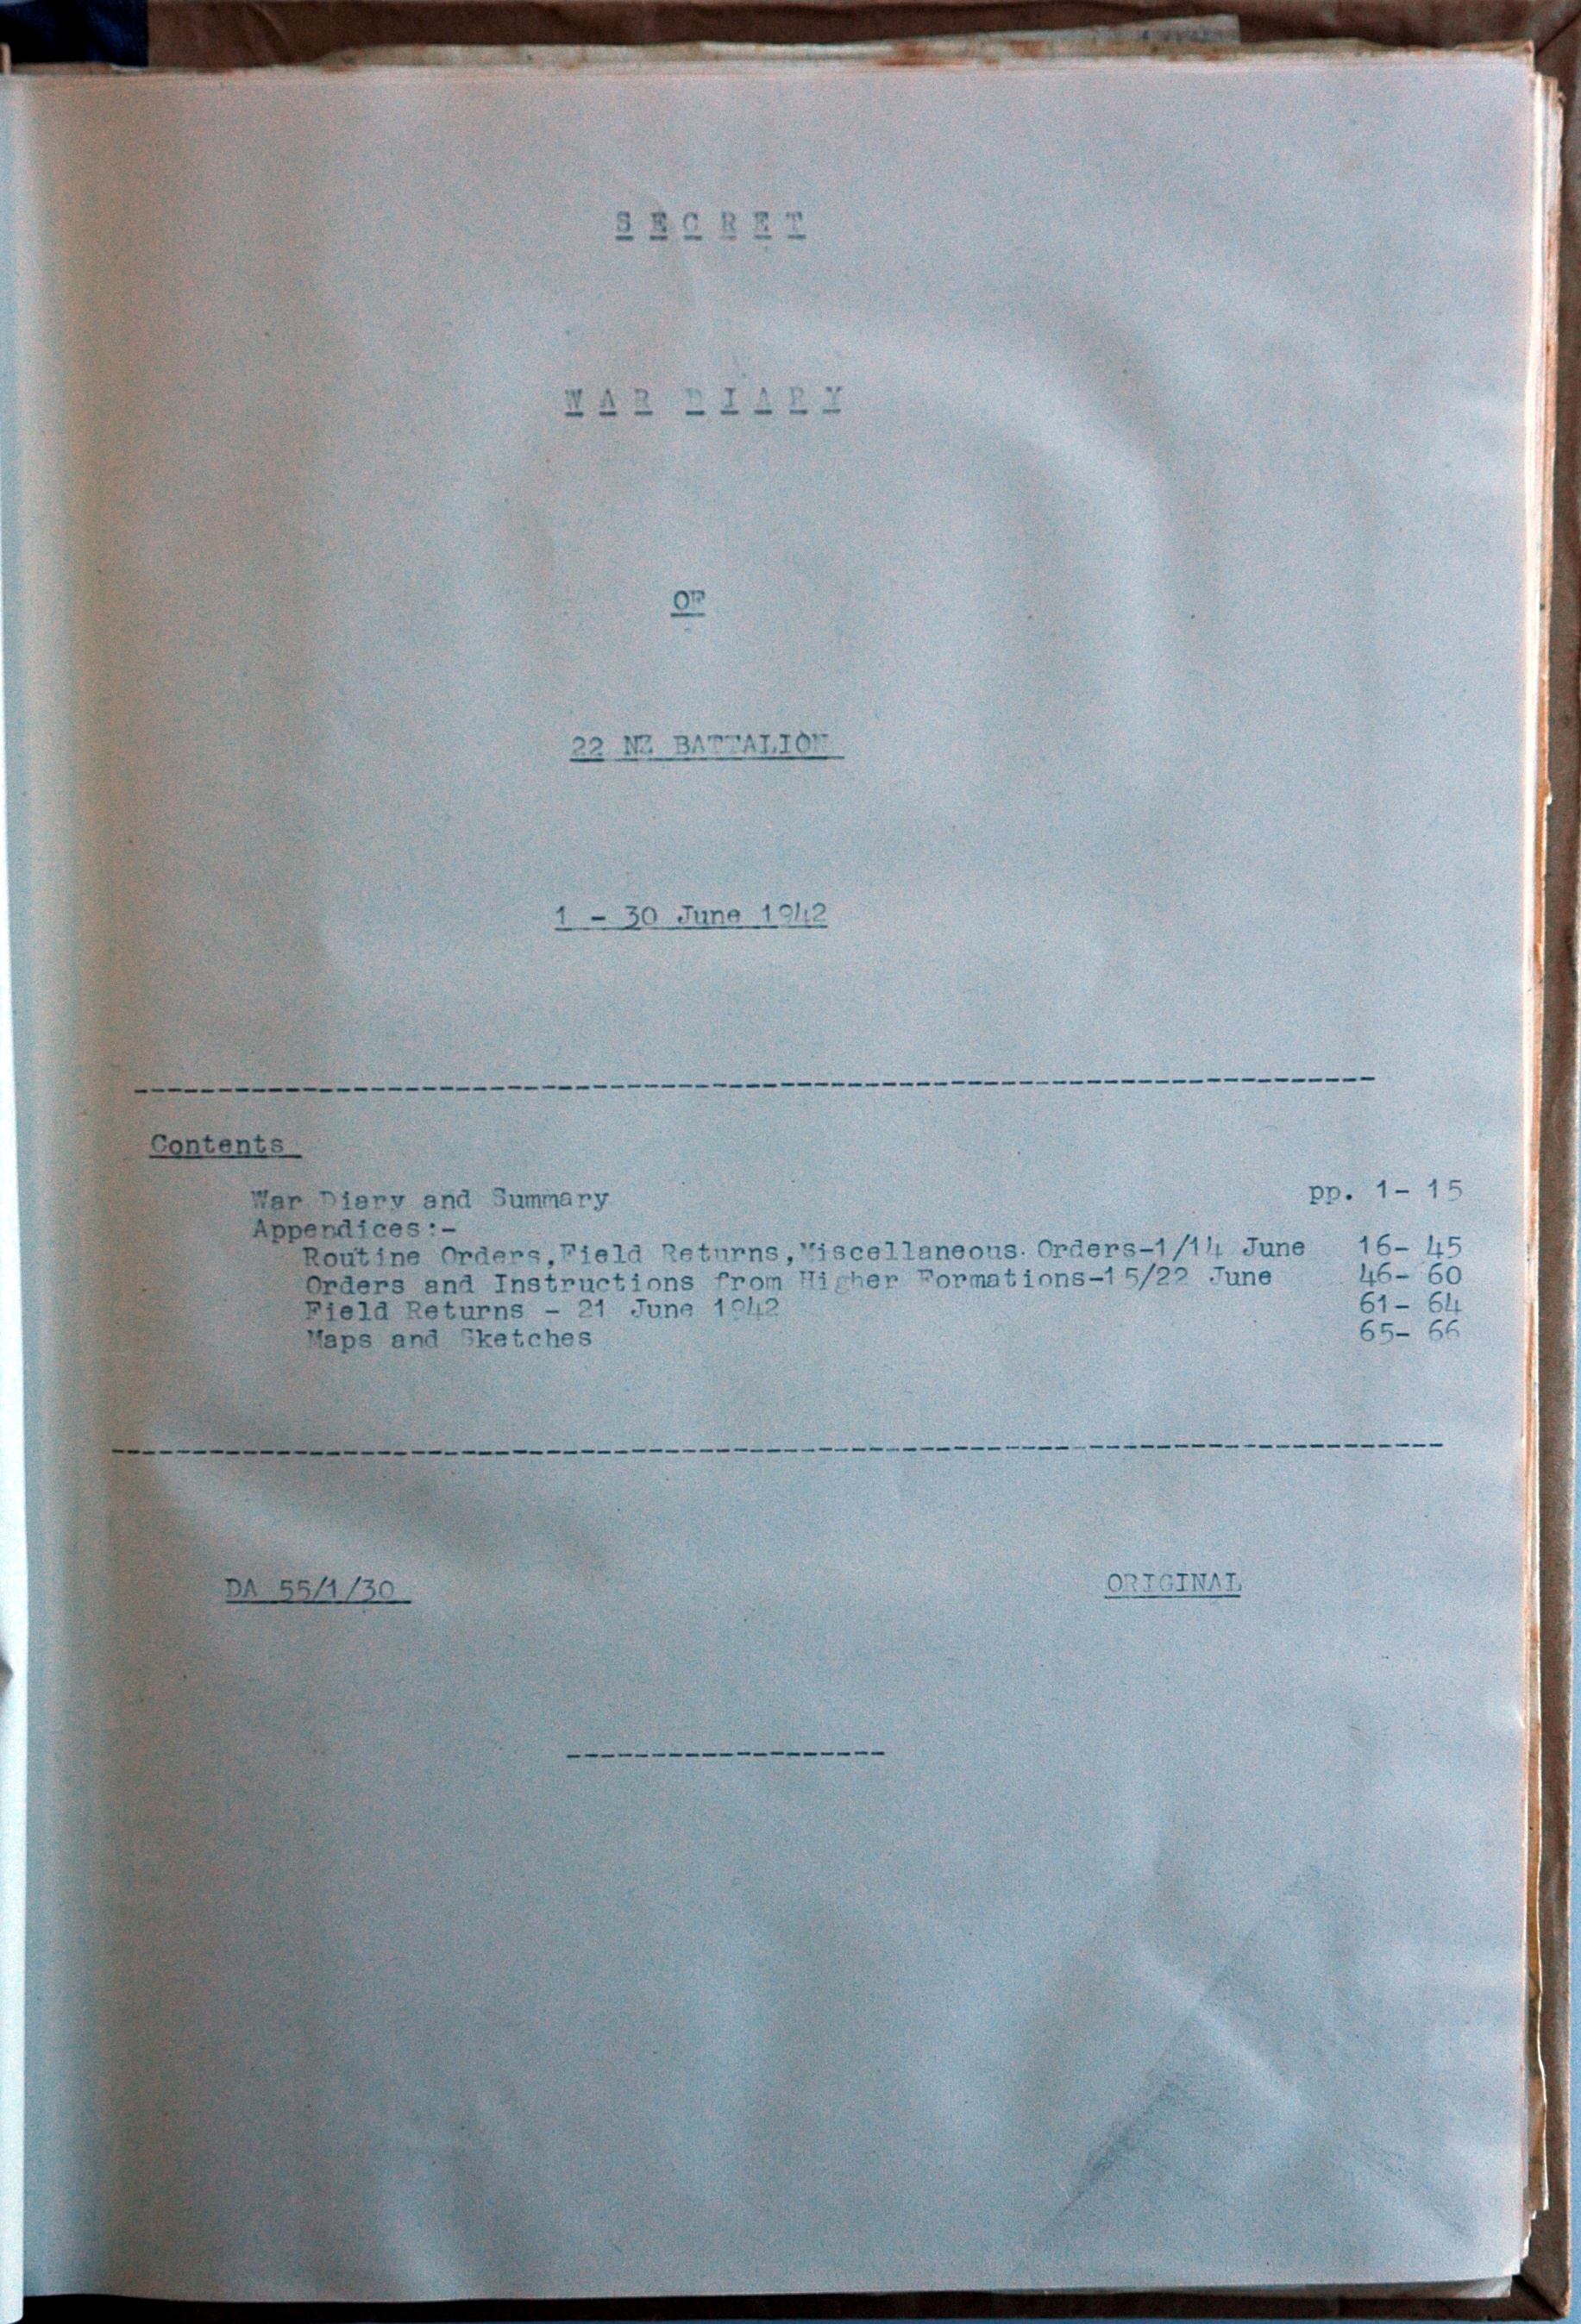 SECRET
WAR DIARY
OF
22 NZ BATTALION
1 - 30 June 1942
Contents
War Diary and Summary pp. 1- 15
Appendices:-
Routine Orders,Field Returns,Miscellaneous. Orders-1/14 June 16- 45
Orders and Instructions from Higher Formations-15/22 June 46- 60
Field Returns - 21 June 1942 61- 64
Maps and Sketches 65- 66
DA 55/1/30 ORIGINAL